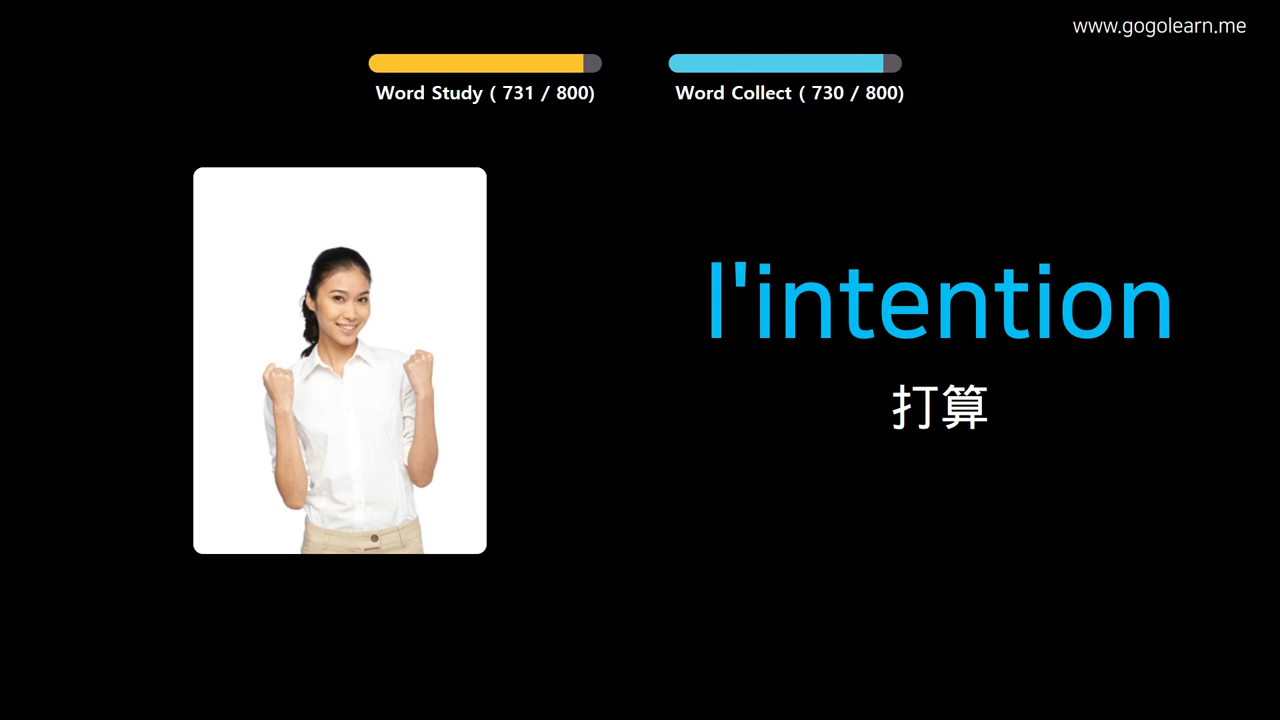 www.gogolearn.me
Word Study ( 731 / 800)
Word Collect ( 730 / 800)
l'intention
打算